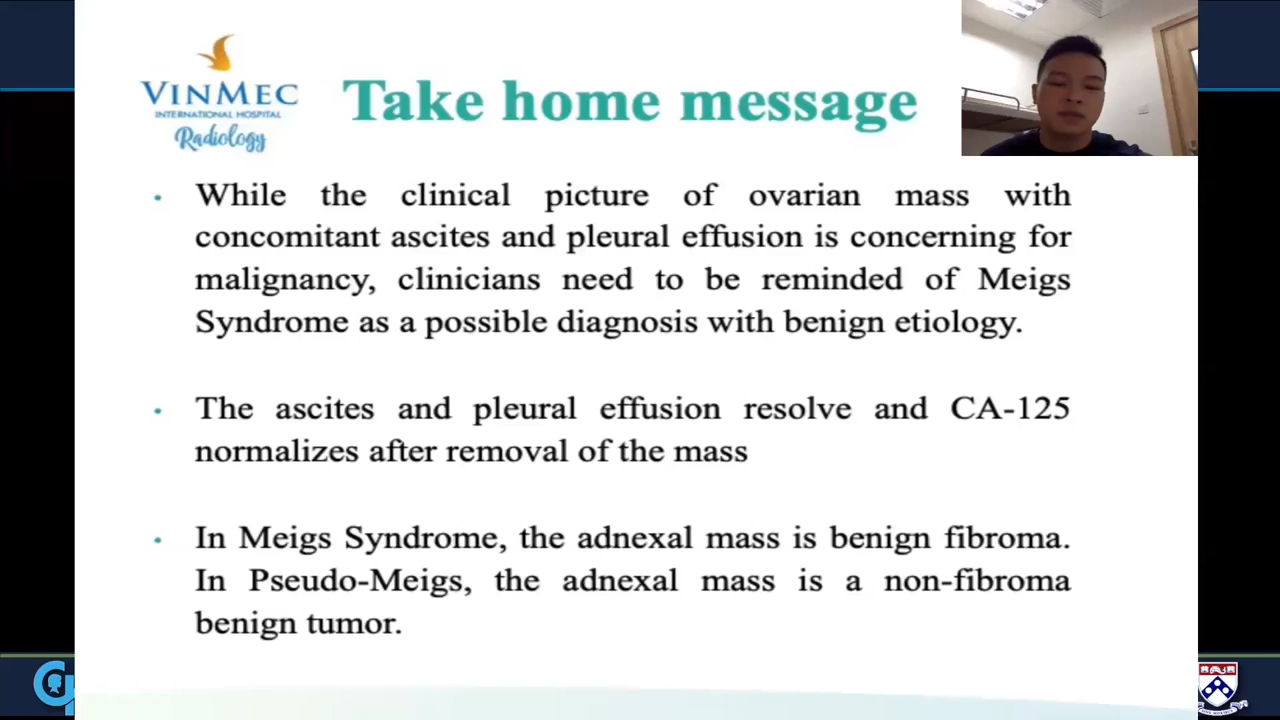 VINMEC
INTERNATIONAL HOSPITAL
Radiology
Take home message
• While the clinical picture of ovarian mass with
concomitant ascites and pleural effusion is concerning for
malignancy, clinicians need to be reminded of Meigs
Syndrome as a possible diagnosis with benign etiology.
• The ascites and pleural effusion resolve and CA-125
normalizes after removal of the mass
• In Meigs Syndrome, the adnexal mass is benign fibroma.
In Pseudo-Meigs, the adnexal mass is a non-fibroma
benign tumor.